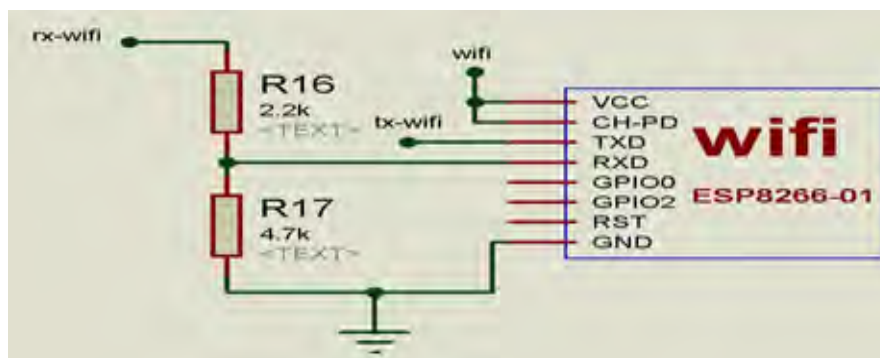 rx-wifi
R16
2.2k
<TEXT>
R17
4.7k
<TEXT>
wifi
tx-wifi
VCC
CH-PD
TXD
RXD
GPIO0
GPIO2
RST
GND
wifi
ESP8266-01